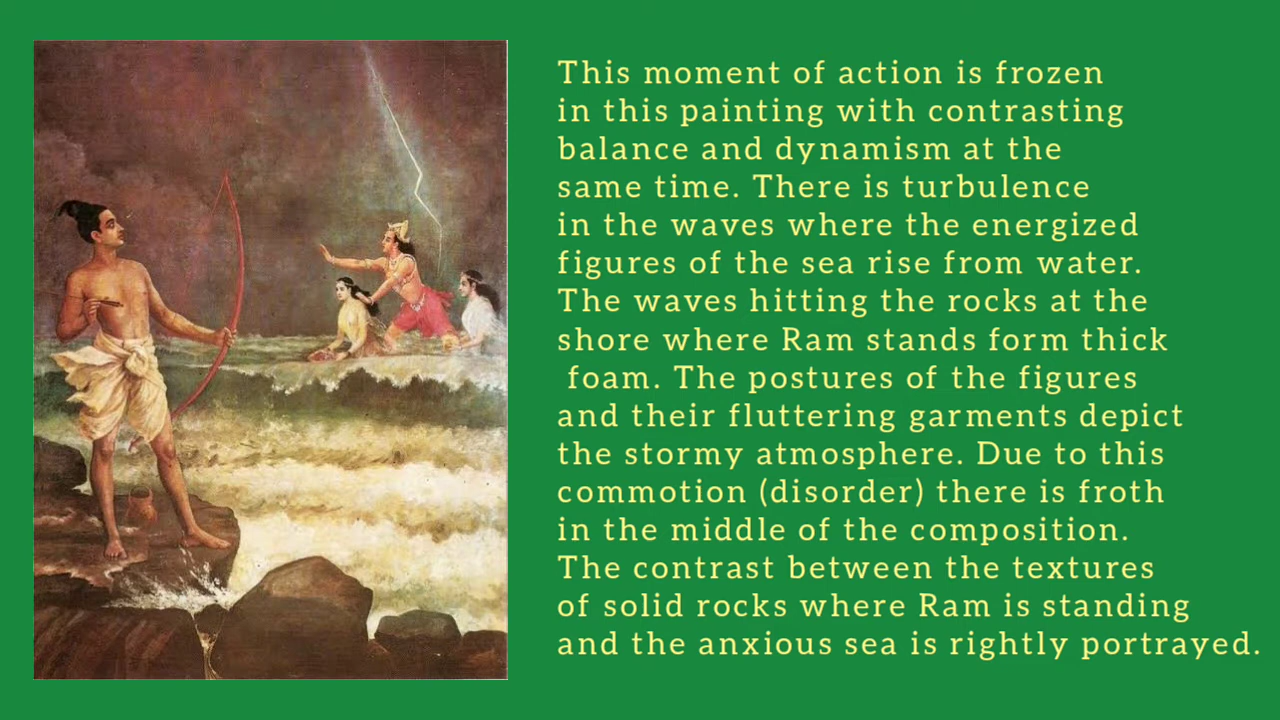 This moment of action is frozen
in this painting with contrasting
balance and dynamism at the
same time. There is turbulence
in the waves where the energized
figures of the sea rise from water.
The waves hitting the rocks at the
shore where Ram stands form thick
foam. The postures of the figures
and their fluttering garments depict
the stormy atmosphere. Due to this
commotion (disorder) there is froth
in the middle of the composition.
The contrast between the textures
of solid rocks where Ram is standing
and the anxious sea is rightly portrayed.